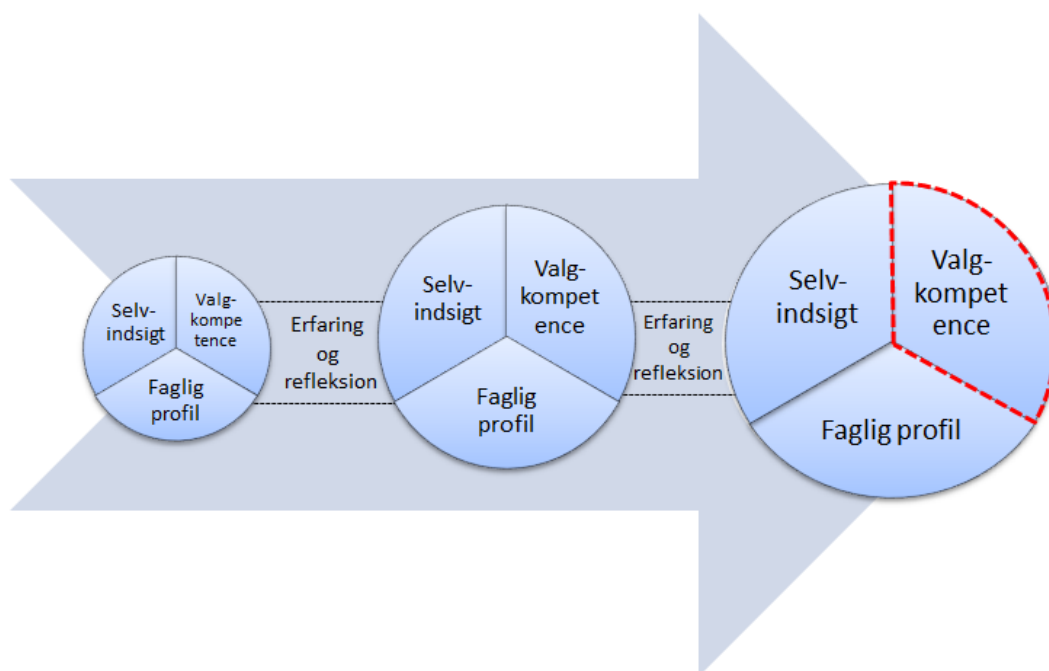 Selv-
indsigt
Valg-
kompe
tence
Faglig
profil
Erfaring
og
refleksion
Selv-
indsigt
Valg-
kompet
ence
Faglig
profil
Erfaring
og
refleksion
Selv-
indsigt
Valg-
kompet
ence
Faglig profil